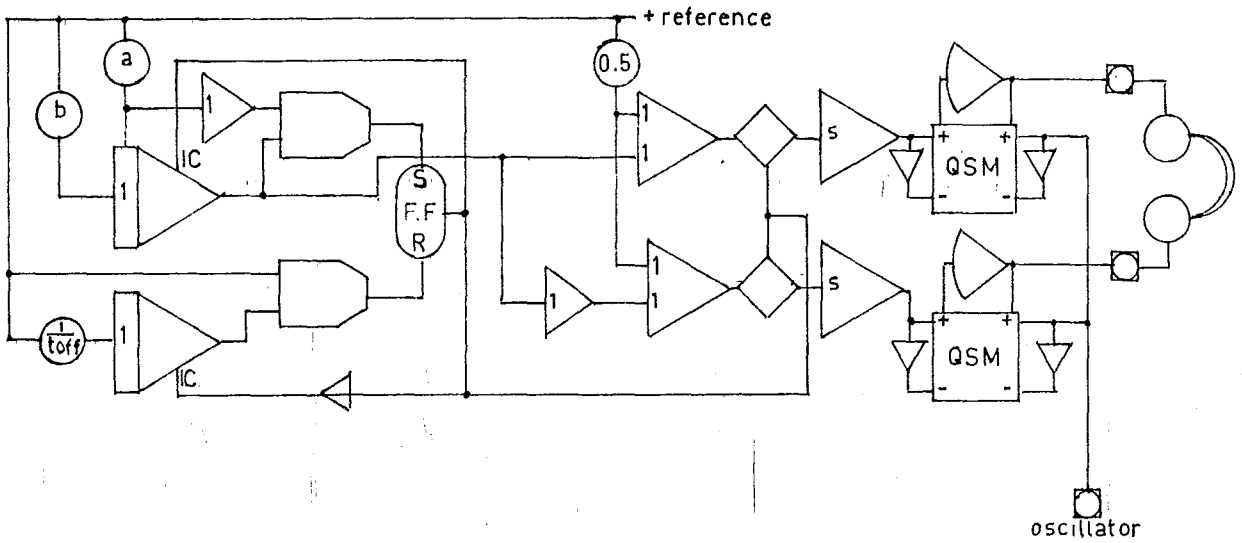 + reference
a
0.5
b
1
IC
1
S
F.F
R
1
1
s
+
+
QSM
-
-
1
toff
1
IC
1
1
1
s
+
+
QSM
-
-
oscillator